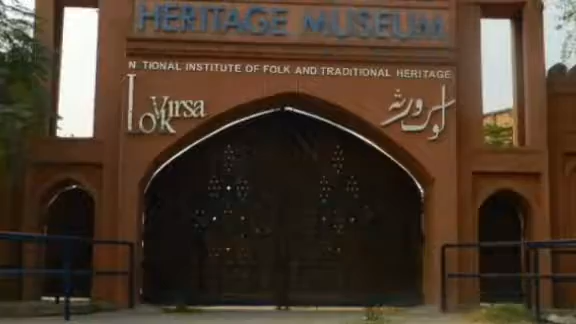 HERITAGE MUSEUM
N TIONAL INSTITUTE OF FOLK AND TRADITIONAL HERITAGE
Lok Virsa
لوک ورثہ